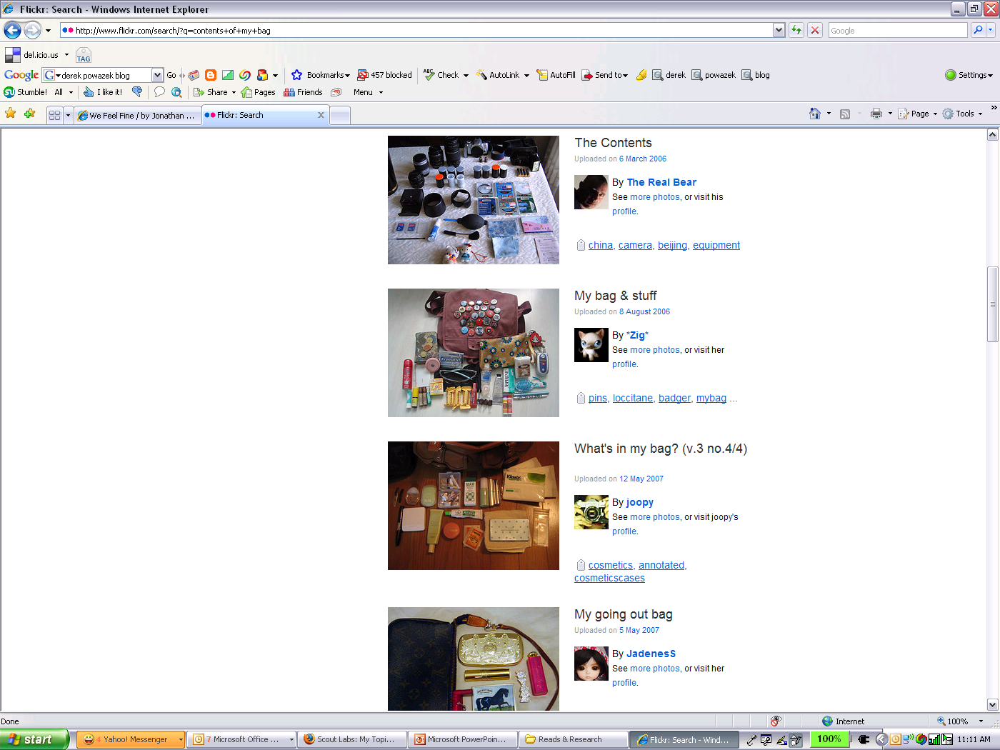 Flickr: Search - Windows Internet Explorer
http://www.flickr.com/search/?q=contents+of+my+bag
Google
del.icio.us
TAG
Google
G derek powazek blog
Go
Bookmarks
457 blocked
ABC
Check
AutoLink
AutoFill
Send to
derek
powazek
blog
Settings
Stumble!
All
I like it!
Share
Pages
Friends
Menu
We Feel Fine / by Jonathan ...
Flickr: Search
Page
Tools
The Contents
Uploaded on 6 March 2006
By The Real Bear
See more photos, or visit his
profile.
china, camera, beijing, equipment
My bag & stuff
Uploaded on 8 August 2006
By *Zig*
See more photos, or visit her
profile.
pins, loccitane, badger, mybag ...
What's in my bag? (v.3 no.4/4)
Uploaded on 12 May 2007
By joopy
See more photos, or visit joopy's
profile.
cosmetics, annotated,
cosmeticscases
My going out bag
Uploaded on 5 May 2007
By JadenesS
See more photos, or visit her
profile.
Done
Internet
100%
start
4 Yahoo! Messenger
7 Microsoft Office ...
Scout Labs: My Topi...
Microsoft PowerPoin...
Reads & Research
Flickr: Search - Wind...
100%
11:11 AM